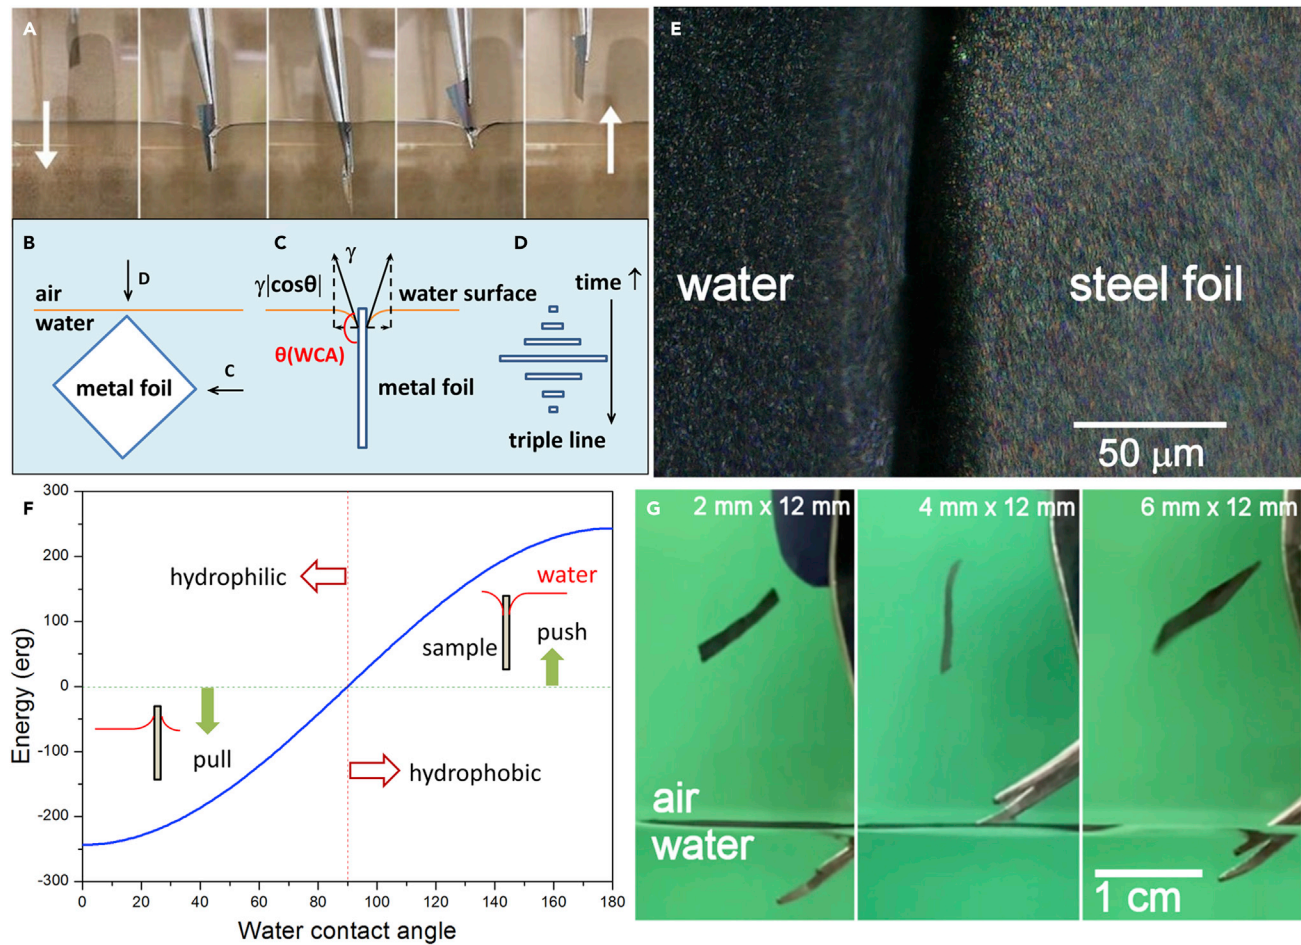 A
B
D
air
water
metal foil
C
C
γ
γ|cosθ|
water surface
θ(WCA)
metal foil
D
time ↑
triple line
E
water
steel foil
50 μm
F
Energy (erg)
300
200
100
0
-100
-200
-300
hydrophilic
water
sample
push
pull
hydrophobic
0 20 40 60 80 100 120 140 160 180
Water contact angle
G
2 mm x 12 mm
4 mm x 12 mm
6 mm x 12 mm
air
water
1 cm